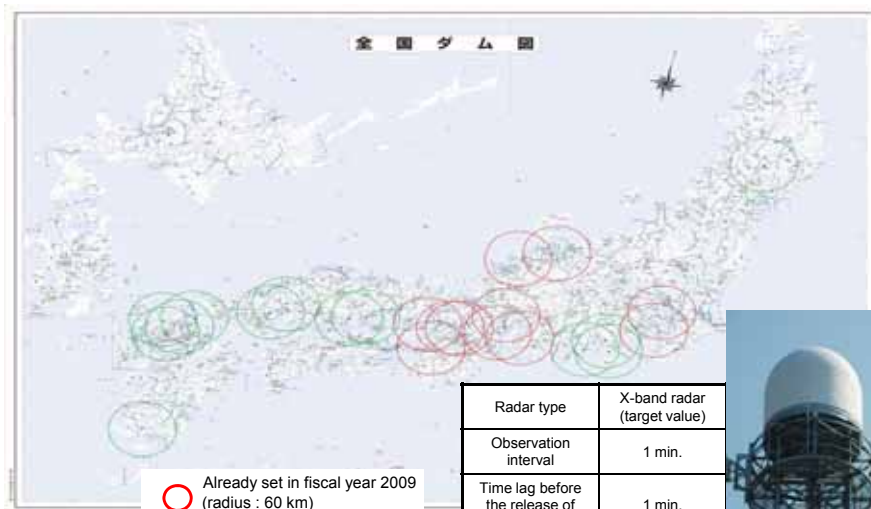 全国ダム図
Already set in fiscal year 2009
(radius : 60 km)
Radar type
X-band radar
(target value)
Observation
interval
1 min.
Time lag before
the release of
1 min.